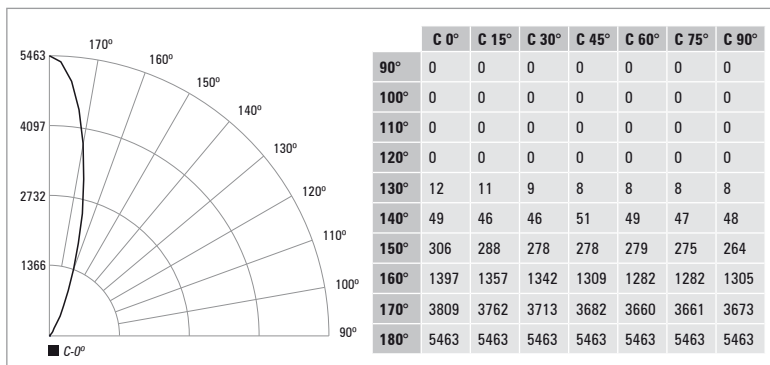 5463
4097
2732
1366
170º
160º
150º
140º
130º
120º
110º
100º
90º
C-0º
C 0° C 15° C 30° C 45° C 60° C 75° C 90°
90° 0 0 0 0 0 0 0
100° 0 0 0 0 0 0 0
110° 0 0 0 0 0 0 0
120° 0 0 0 0 0 0 0
130° 12 11 9 8 8 8 8
140° 49 46 46 51 49 47 48
150° 306 288 278 278 279 275 264
160° 1397 1357 1342 1309 1282 1282 1305
170° 3809 3762 3713 3682 3660 3661 3673
180° 5463 5463 5463 5463 5463 5463 5463